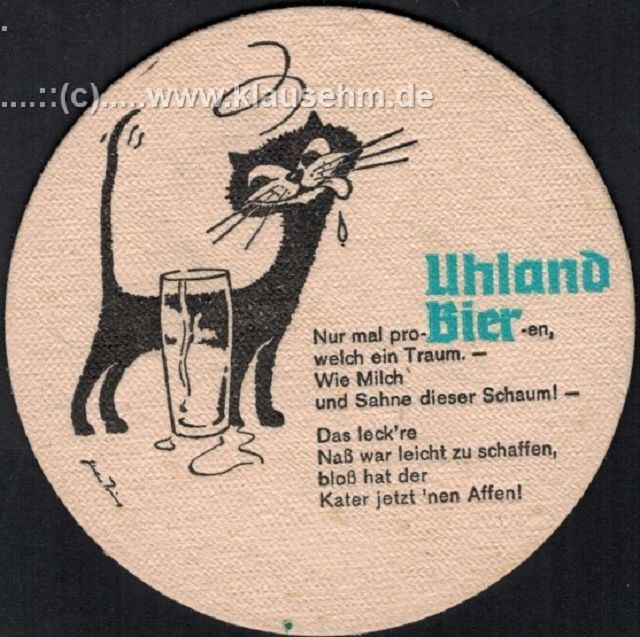 ....::(c).....www.klausehm.de
Uhland
Nur mal pro-Bier-en,
welch ein Traum. —
Wie Milch
und Sahne dieser Schaum! —
Das leck're
Naß war leicht zu schaffen,
bloß hat der
Kater jetzt 'nen Affen!